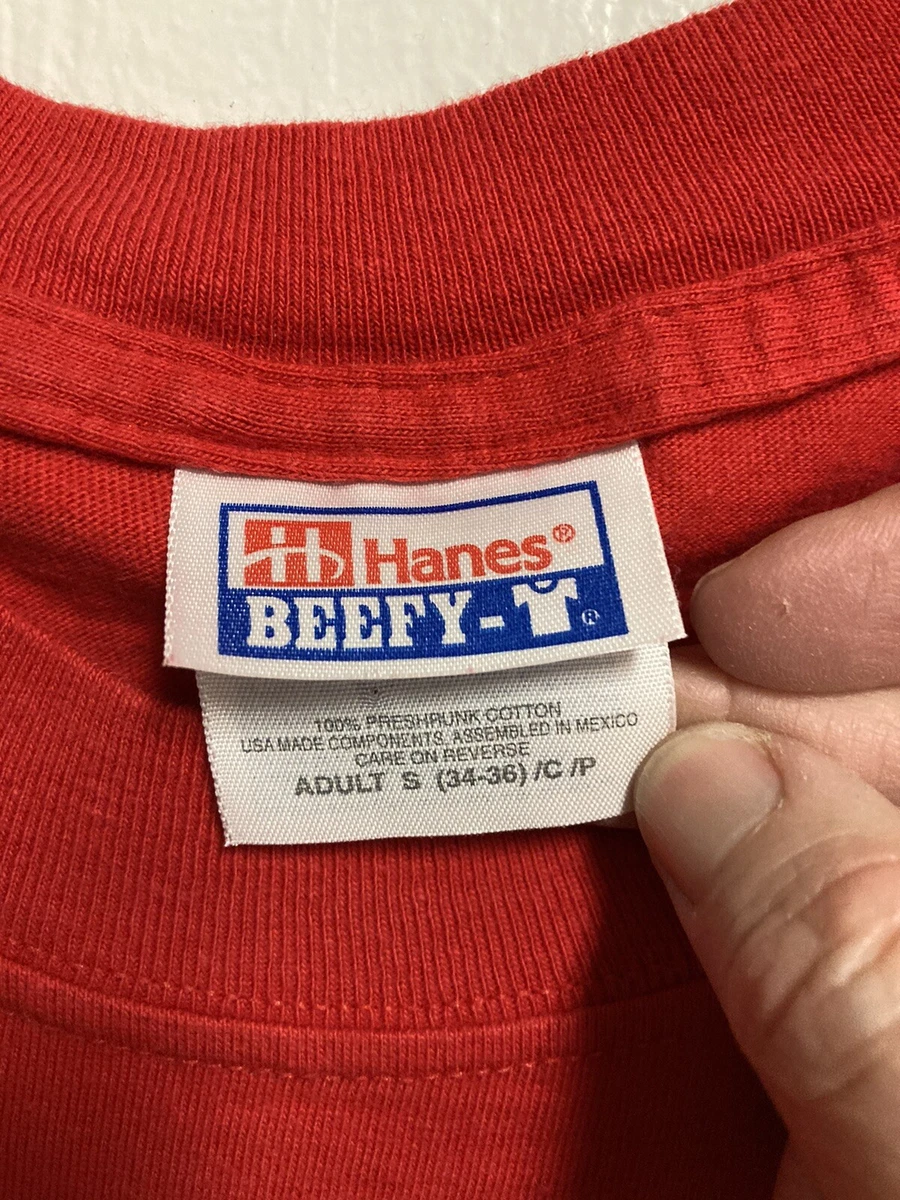 Hanes®
BEEFY-T®
100% PRESHRUNK COTTON
USA MADE COMPONENTS, ASSEMBLED IN MEXICO
CARE ON REVERSE
ADULT S (34-36) /C /P